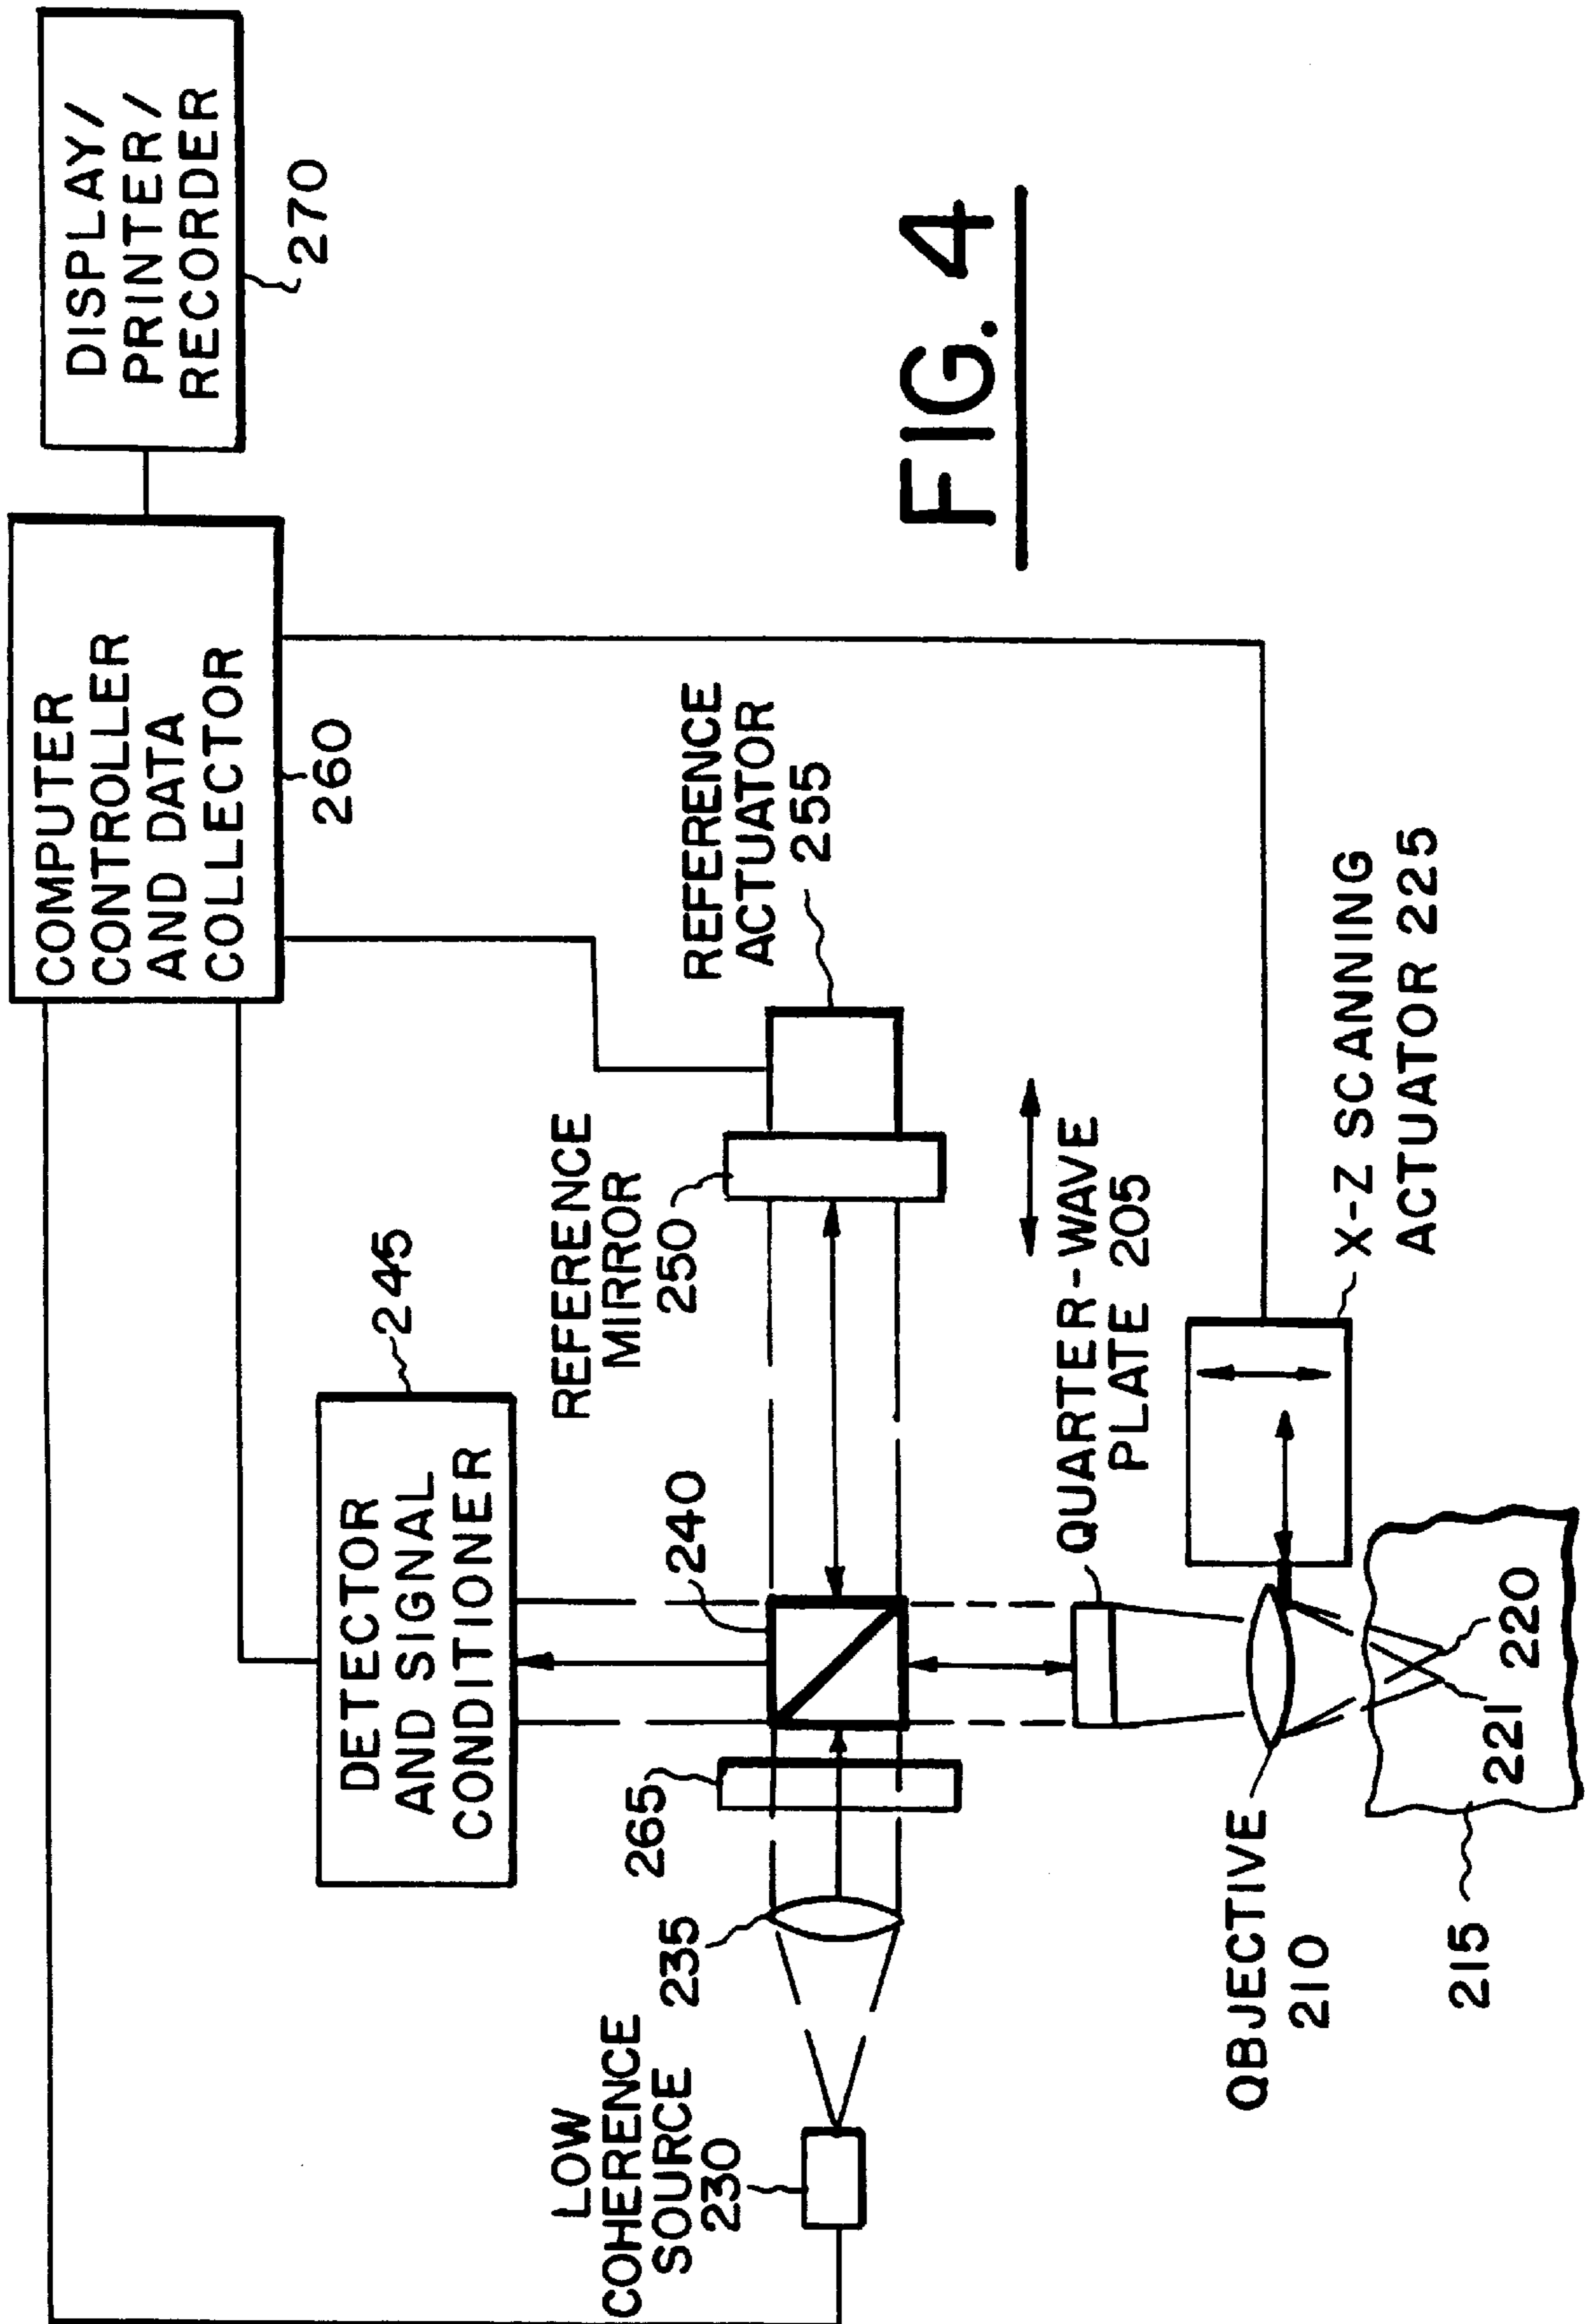 DISPLAY/
PRINTER/
RECORDER
270
COMPUTER
CONTROLLER
AND DATA
COLLECTOR
260
REFERENCE
ACTUATOR
255
DETECTOR
AND SIGNAL
CONDITIONER
245
REFERENCE
MIRROR
250
240
265
235
LOW
COHERENCE
SOURCE
230
QUARTER-WAVE
PLATE 205
X-Z SCANNING
ACTUATOR 225
QBJECTIVE
210
215
221
220
FIG. 4